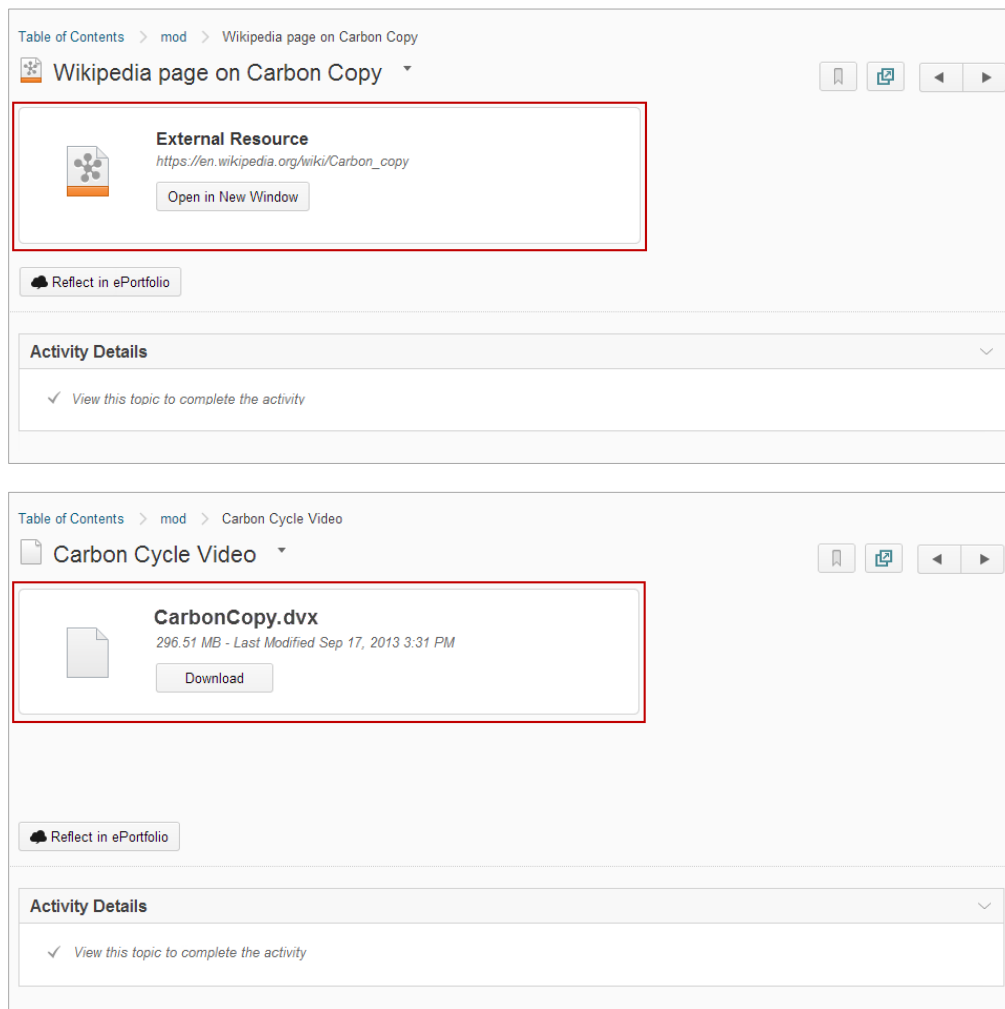 Table of Contents > mod > Wikipedia page on Carbon Copy
Wikipedia page on Carbon Copy
External Resource
https://en.wikipedia.org/wiki/Carbon_copy
Open in New Window
Reflect in ePortfolio
Activity Details
View this topic to complete the activity
Table of Contents > mod > Carbon Cycle Video
Carbon Cycle Video
CarbonCopy.dvx
296.51 MB - Last Modified Sep 17, 2013 3:31 PM
Download
Reflect in ePortfolio
Activity Details
View this topic to complete the activity